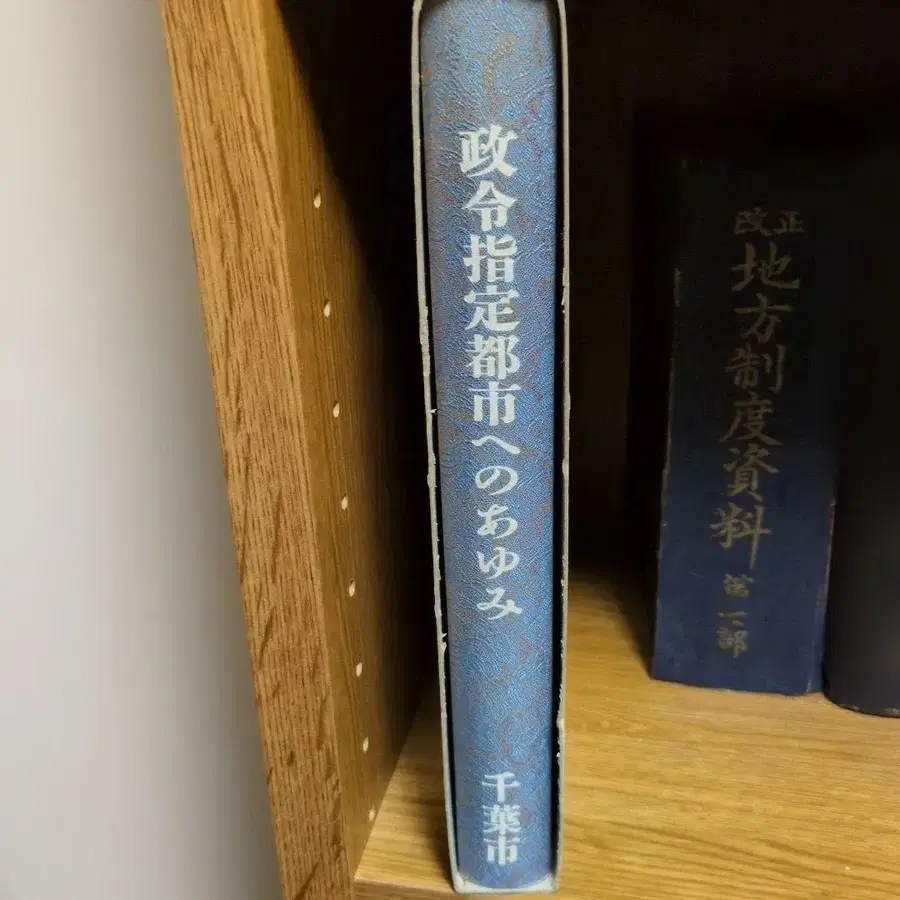 政令指定都市へのあゆみ
千葉市
改正
地方制度資料
第一部